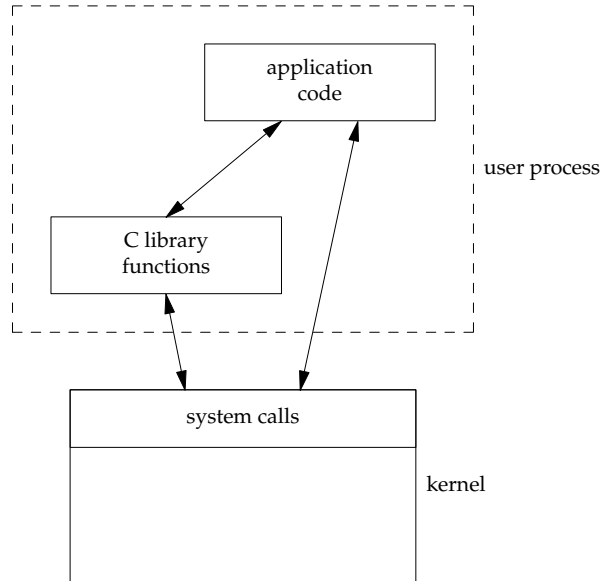 application
code
user process
C library
functions
system calls
kernel